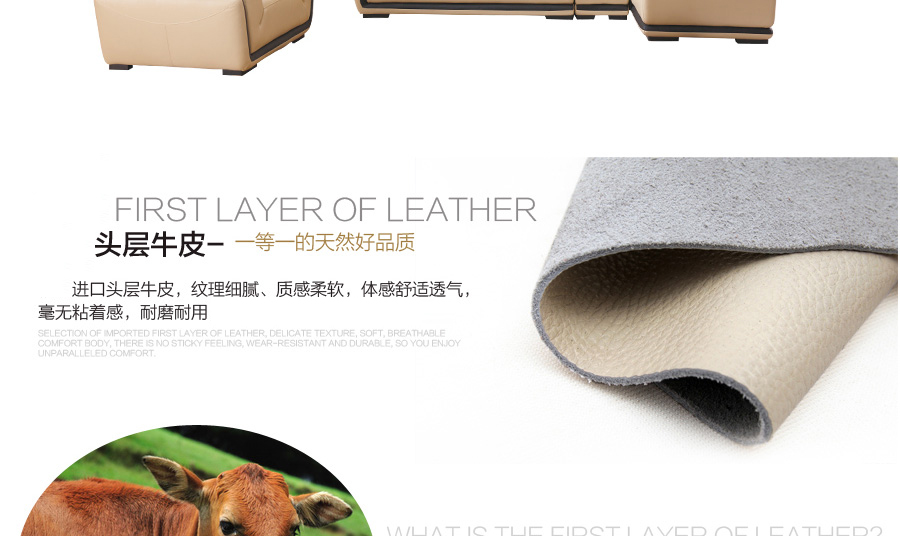 FIRST LAYER OF LEATHER
头层牛皮- 一等一的天然好品质
进口头层牛皮，纹理细腻、质感柔软，体感舒适透气，
毫无粘着感，耐磨耐用
SELECTION OF IMPORTED FIRST LAYER OF LEATHER, DELICATE TEXTURE, SOFT, BREATHABLE
COMFORT BODY, THERE IS NO STICKY FEELING, WEAR-RESISTANT AND DURABLE, SO YOU ENJOY
UNPARALLELED COMFORT.
WHAT IS THE FIRST LAYER OF LEATHER?